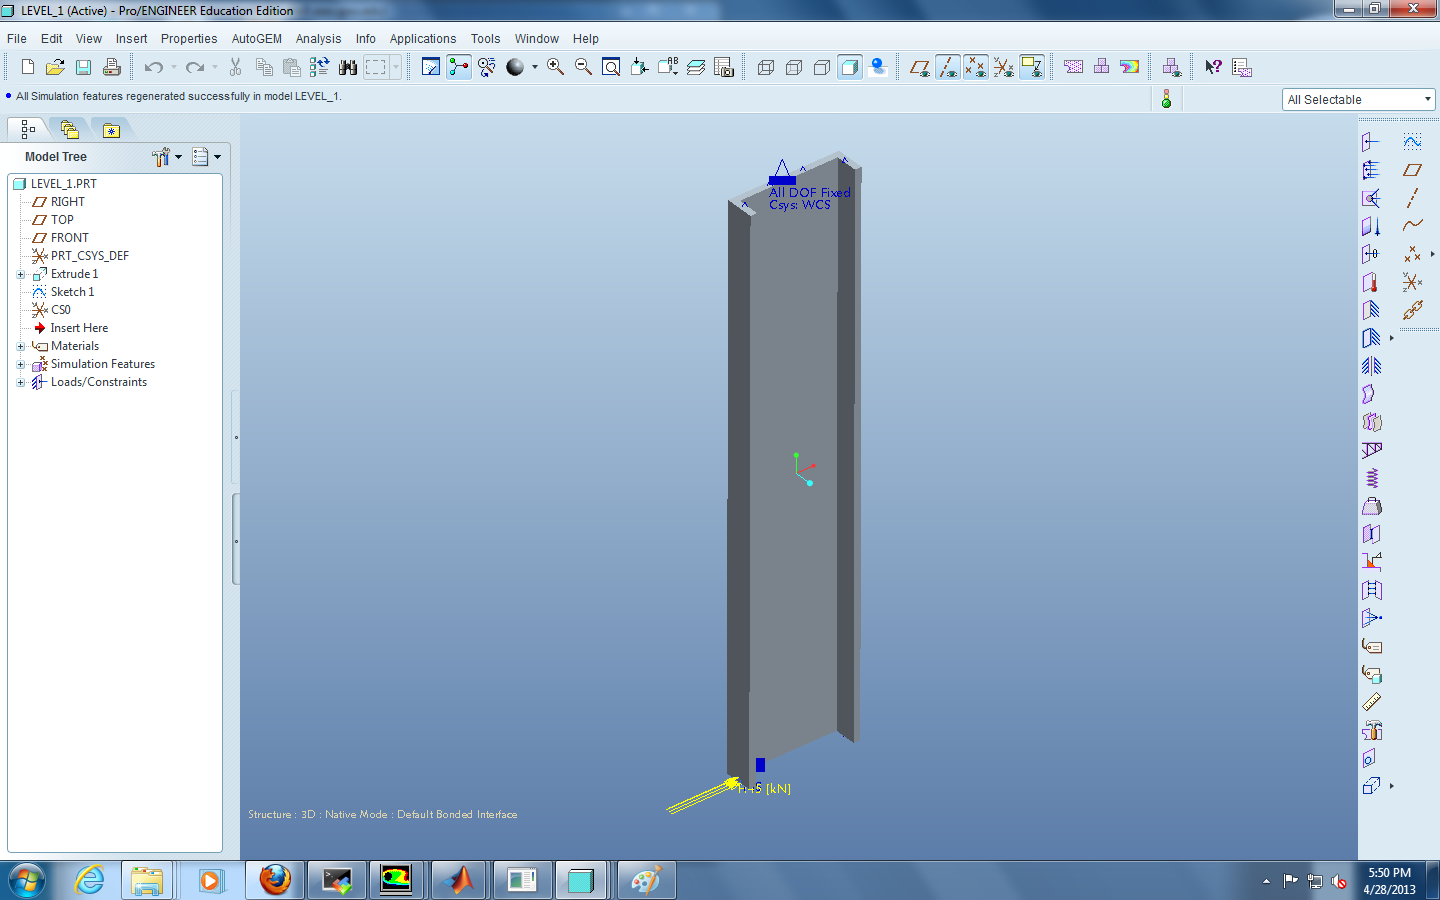 LEVEL_1 (Active) - Pro/ENGINEER Education Edition
File Edit View Insert Properties AutoGEM Analysis Info Applications Tools Window Help
All Simulation features regenerated successfully in model LEVEL_1.
All Selectable
Model Tree
LEVEL_1.PRT
RIGHT
TOP
FRONT
PRT_CSYS_DEF
Extrude 1
Sketch 1
CS0
Insert Here
Materials
Simulation Features
Loads/Constraints
All DOF Fixed
Csys: WCS
[kN]
Structure : 3D : Native Mode : Default Bonded Interface
5:50 PM
4/28/2013